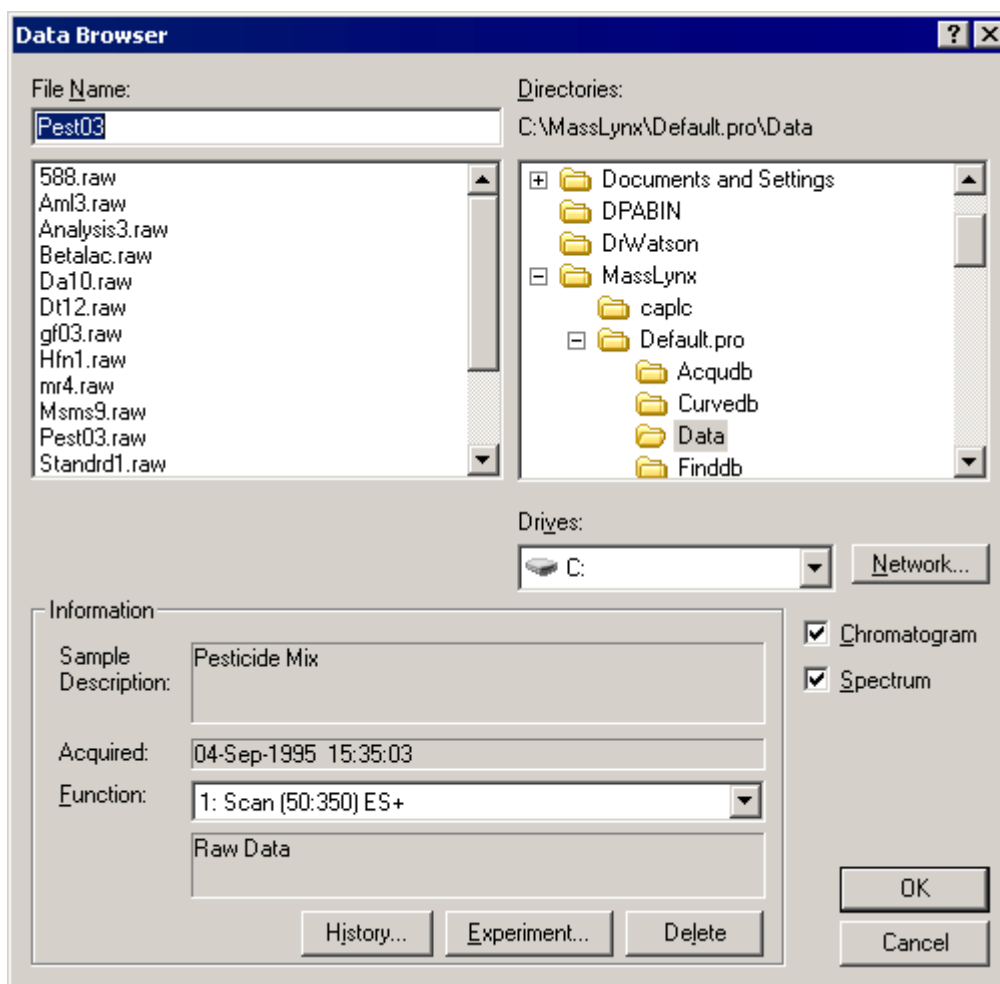 Data Browser
File Name:
Pest03
588.raw
Aml3.raw
Analysis3.raw
Betalac.raw
Da10.raw
Dt12.raw
gf03.raw
Hfn1.raw
mr4.raw
Msms9.raw
Pest03.raw
Standrd1.raw
Directories:
C:\MassLynx\Default.pro\Data
Documents and Settings
DPABIN
DrWatson
MassLynx
caplc
Default.pro
Acqudb
Curvedb
Data
Finddb
Drives:
C:
Network...
Information
Sample
Description:
Pesticide Mix
Acquired:
04-Sep-1995 15:35:03
Function:
1: Scan (50:350) ES+
Raw Data
History...
Experiment...
Delete
Chromatogram
Spectrum
OK
Cancel